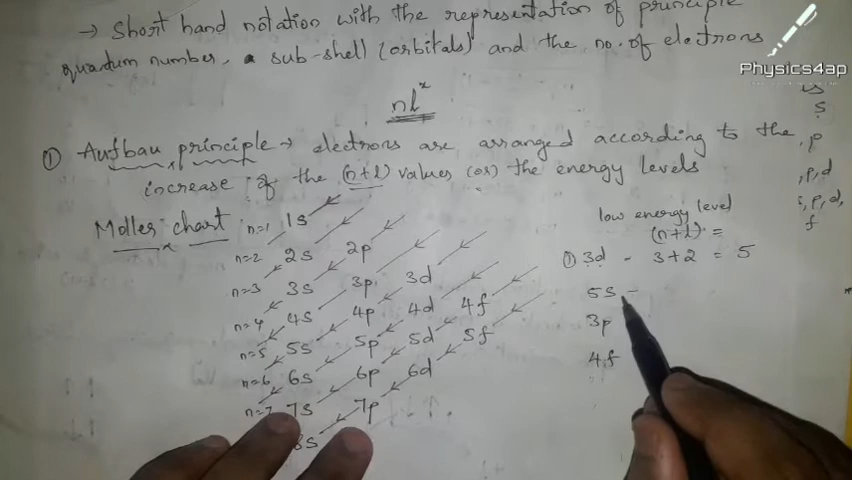 → Short hand notation with the representation of principle
quantum number, a sub-shell (orbitals) and the no. of electrons
Physics4ap
nl^x
is
s
, p
, p, d
s, p, d,
f
① Aufbau principle → electrons are arranged according to the
increase of the (n+l) values (or) the energy levels
Molles chart
n=1 1s
n=2 2s 2p
n=3 3s 3p 3d
n=4 4s 4p 4d 4f
n=5 5s 5p 5d 5f
n=6 6s 6p 6d
n=7 7s 7p
8s
low energy level
(n+l) =
① 3d - 3+2 = 5
5s -
3p
4f